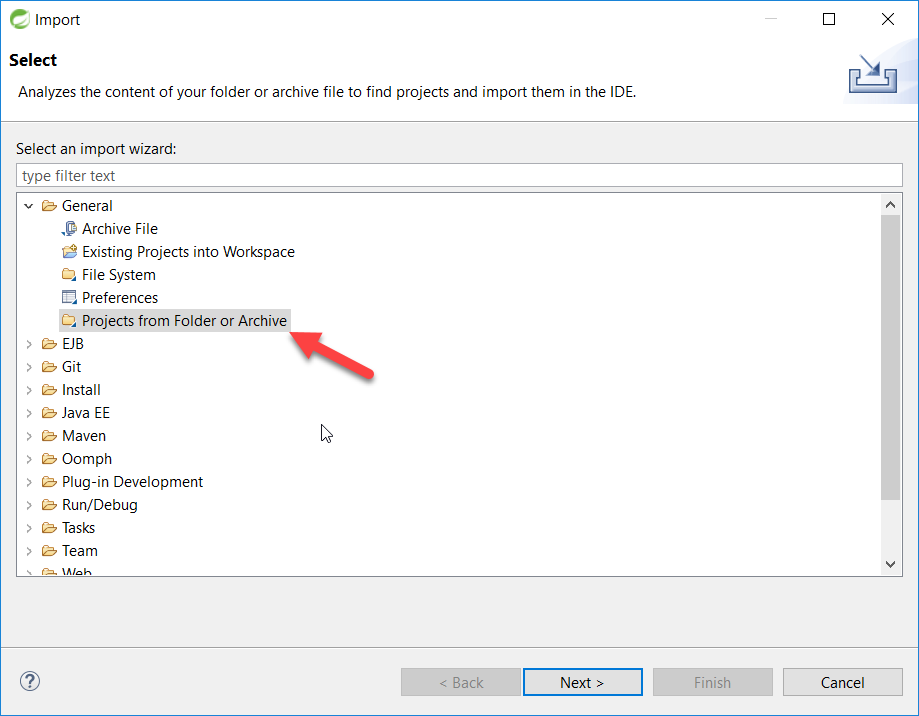 Import
Select
Analyzes the content of your folder or archive file to find projects and import them in the IDE.
Select an import wizard:
type filter text
General
Archive File
Existing Projects into Workspace
File System
Preferences
Projects from Folder or Archive
EJB
Git
Install
Java EE
Maven
Oomph
Plug-in Development
Run/Debug
Tasks
Team
Web
?
< Back Next > Finish Cancel